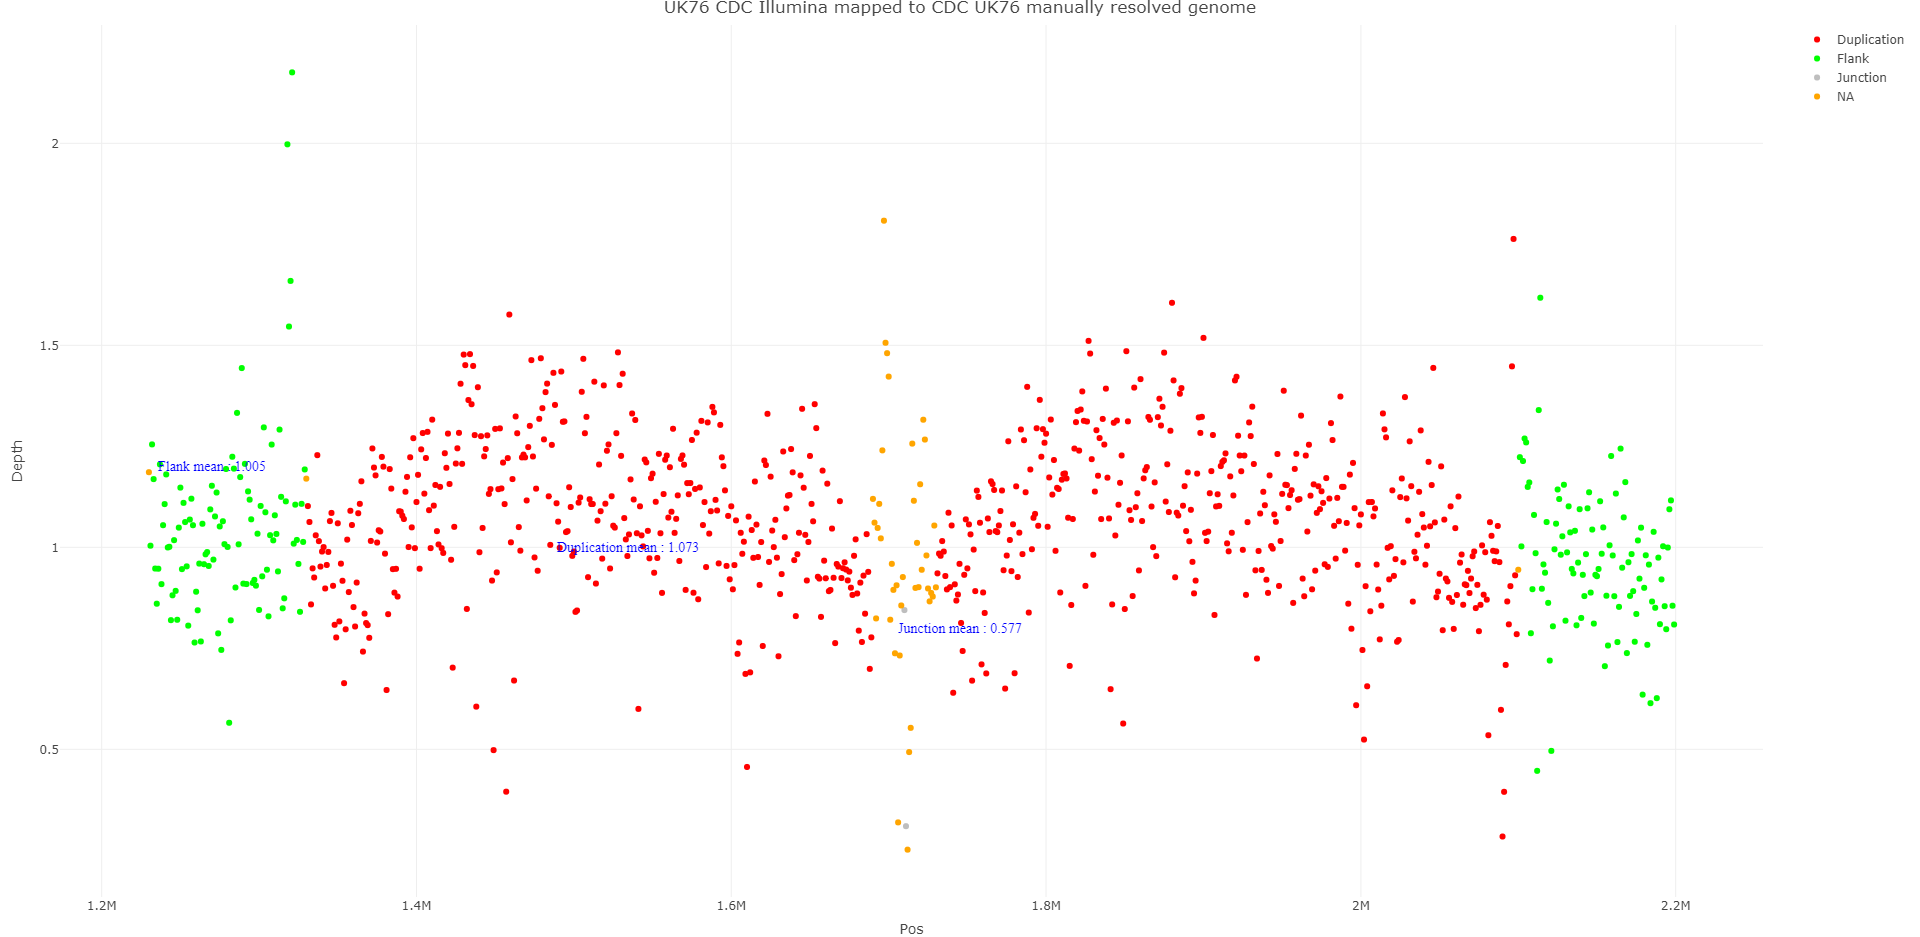 UK76 CDC Illumina mapped to CDC UK76 manually resolved genome
Duplication
Flank
Junction
NA
2
1.5
1
0.5
Depth
Flank mean : 1.005
Duplication mean : 1.073
Junction mean : 0.577
1.2M
1.4M
1.6M
1.8M
2M
2.2M
Pos